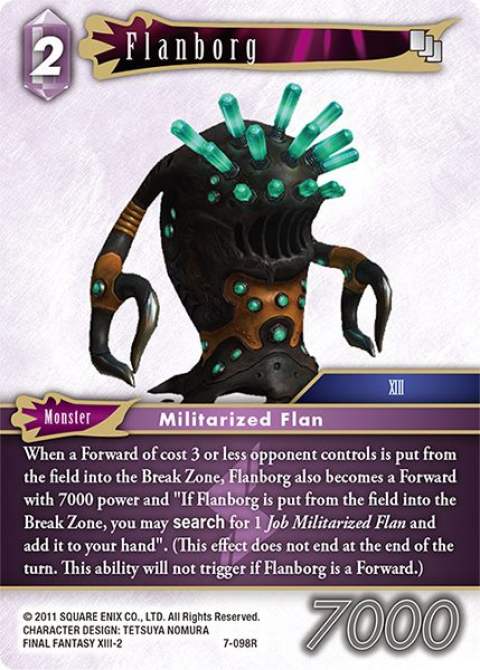 2
Flanborg
XIII
Monster
Militarized Flan
When a Forward of cost 3 or less opponent controls is put from
the field into the Break Zone, Flanborg also becomes a Forward
with 7000 power and "If Flanborg is put from the field into the
Break Zone, you may search for 1 Job Militarized Flan and
add it to your hand". (This effect does not end at the end of the
turn. This ability will not trigger if Flanborg is a Forward.)
© 2011 SQUARE ENIX CO., LTD. All Rights Reserved.
CHARACTER DESIGN: TETSUYA NOMURA
FINAL FANTASY XIII-2
7-098R
7000